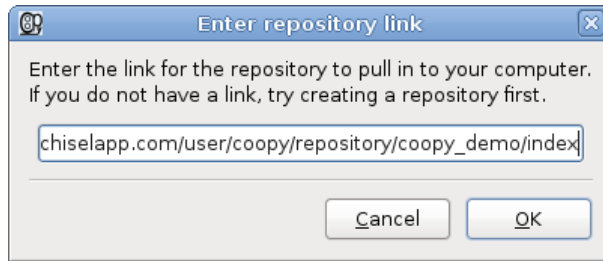 Enter repository link
Enter the link for the repository to pull in to your computer.
If you do not have a link, try creating a repository first.
chiselapp.com/user/coopy/repository/coopy_demo/index
Cancel
OK